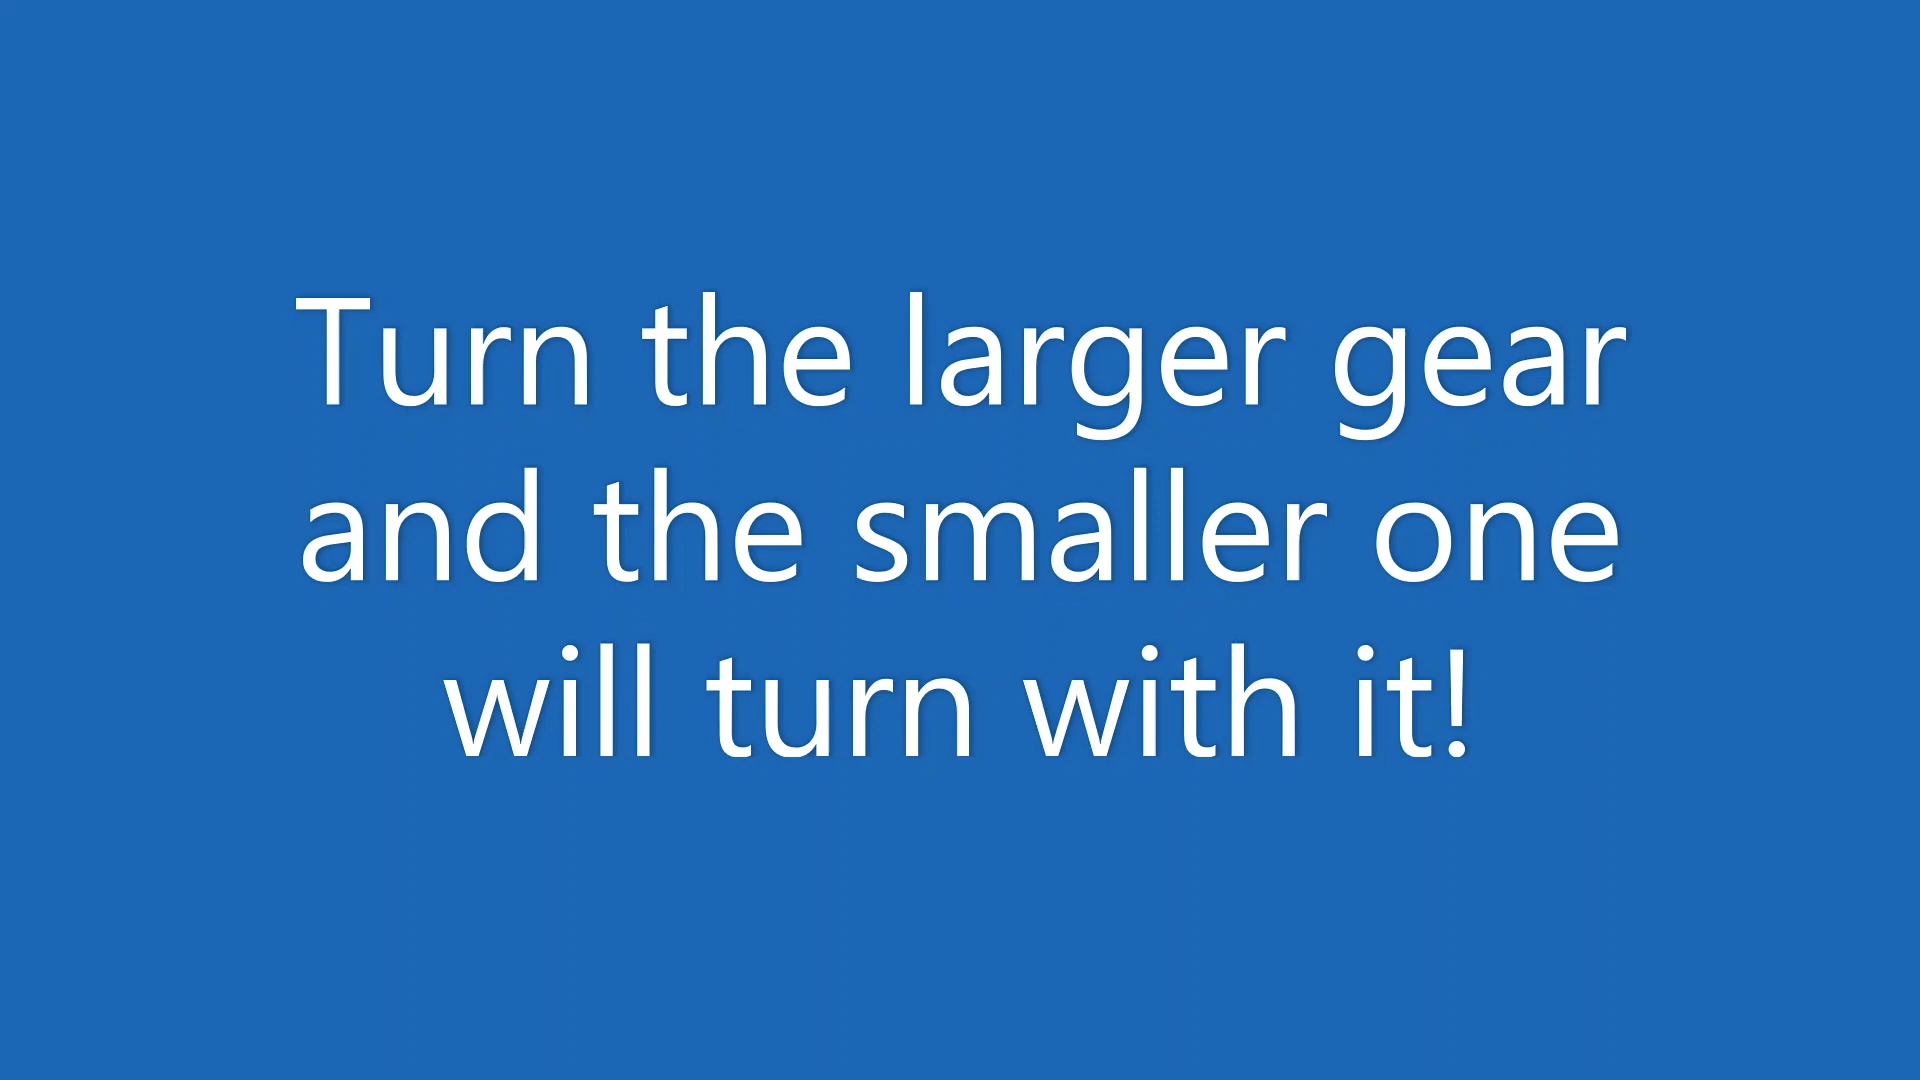 Turn the larger gear
and the smaller one
will turn with it!